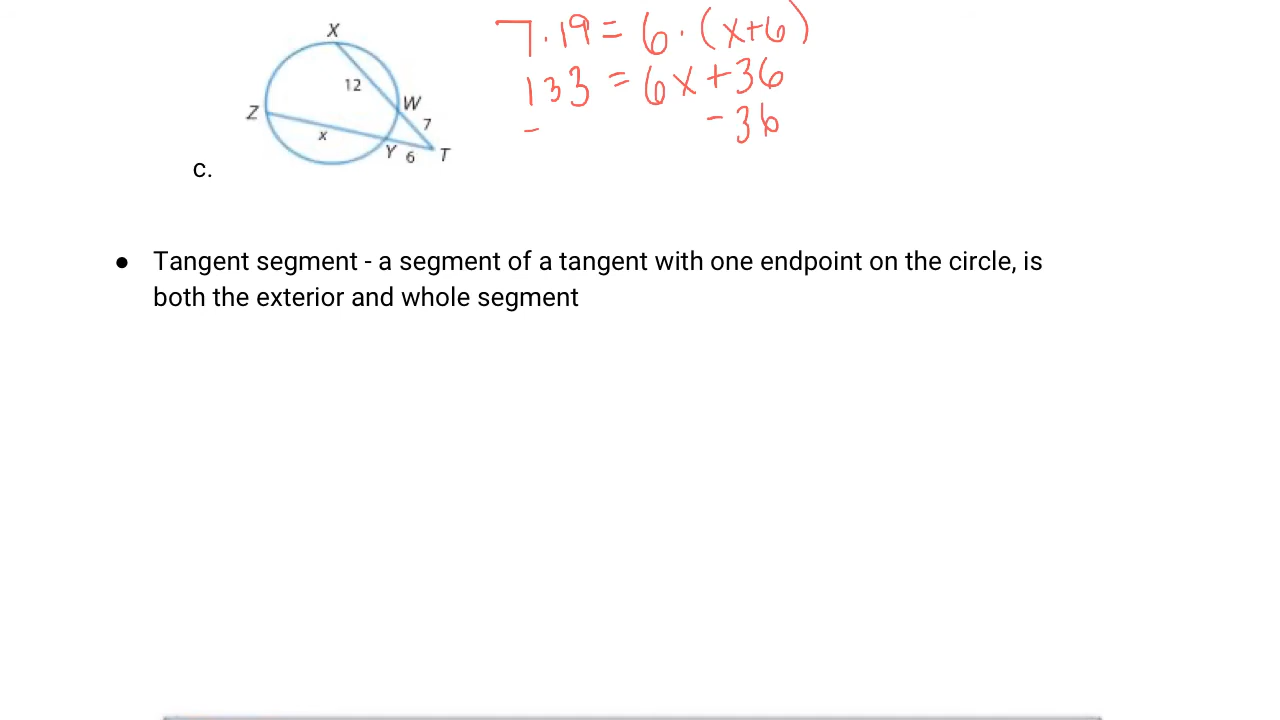 7·19 = 6·(x+6)
X
133 = 6x+36
12
W
Z
7
- -36
x
Y 6 T
c.
● Tangent segment - a segment of a tangent with one endpoint on the circle, is
both the exterior and whole segment